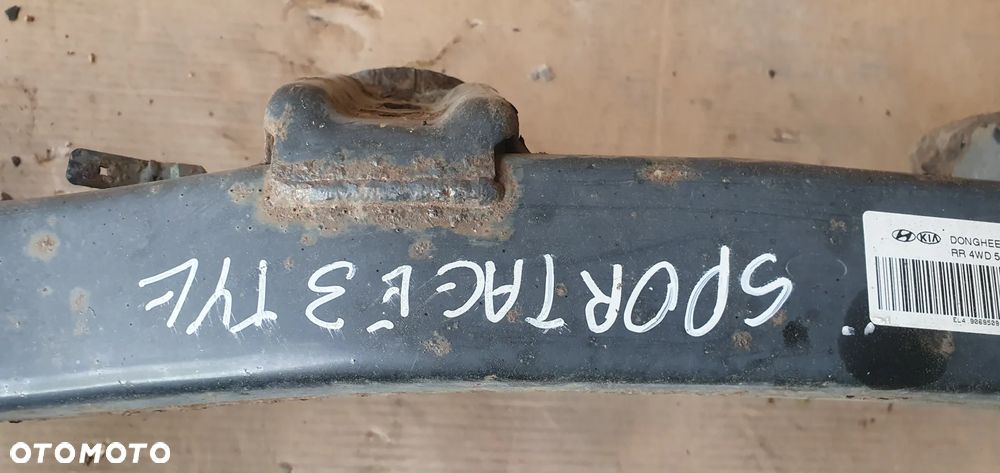 SPORTAGE 3 TYŁ
KIA
DONGHEE
RR 4WD 5
OTOMOTO